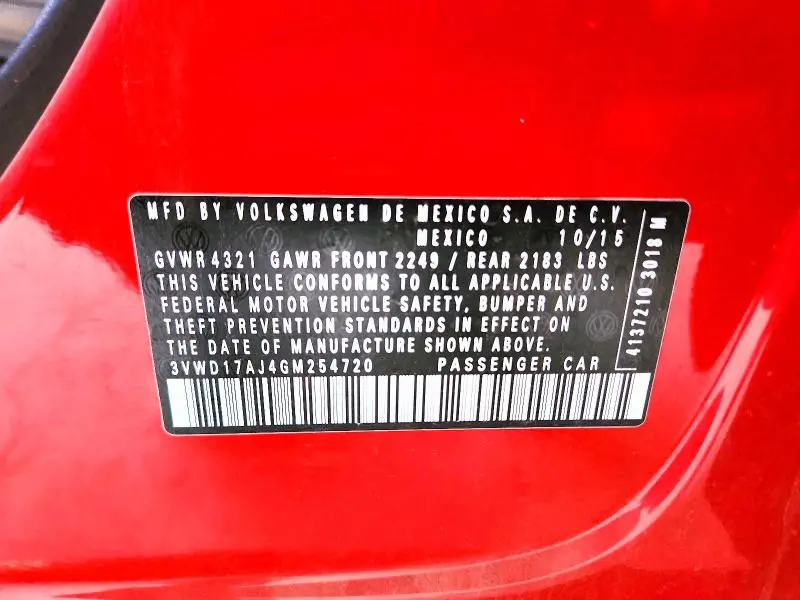 MFD BY VOLKSWAGEN DE MEXICO S.A. DE C.V.
MEXICO 10/15
GVWR 4321 GAWR FRONT 2249 / REAR 2183 LBS
THIS VEHICLE CONFORMS TO ALL APPLICABLE U.S.
FEDERAL MOTOR VEHICLE SAFETY, BUMPER AND
THEFT PREVENTION STANDARDS IN EFFECT ON
THE DATE OF MANUFACTURE SHOWN ABOVE.
3VWD17AJ4GM254720 PASSENGER CAR
4137210 3018 M